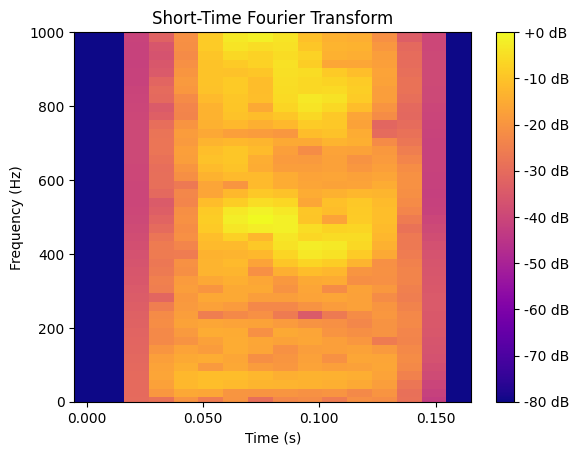 Short-Time Fourier Transform
1000
800
600
400
200
0
Frequency (Hz)
0.000
0.050
0.100
0.150
Time (s)
+0 dB
-10 dB
-20 dB
-30 dB
-40 dB
-50 dB
-60 dB
-70 dB
-80 dB